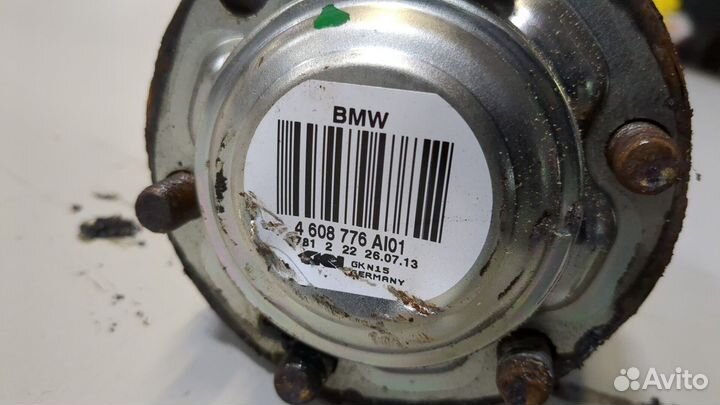 BMW
4 608 776 AI01
781 2 22 26.07.13
GKN15
GERMANY
Avito